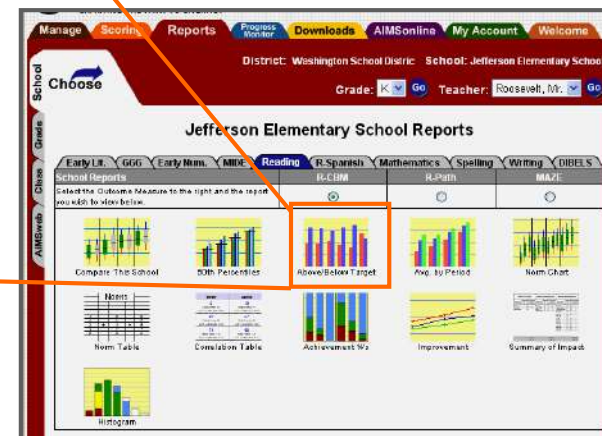 Manage Scoring Reports Progress Monitor Downloads AIMSonline My Account Welcome
District: Washington School Distric School: Jefferson Elementary Schoo
School
Choose
Grade: K Go Teacher: Roosevelt, Mr. Go
Grade
Class
AIMSweb
Jefferson Elementary School Reports
Early Lit. GGG Early Num. MIDE Reading R-Spanish Mathematics Spelling Writing DIBELS
School Reports R-CBM R-Path MAZE
Select the Outcome Measure to the right and the report
you wish to view below.
Compare This School 50th Percentiles Above/Below Target Avg. by Period Norm Chart
Norms
Norm Table Correlation Table Achievement %s Improvement Summary of Impact
Histogram